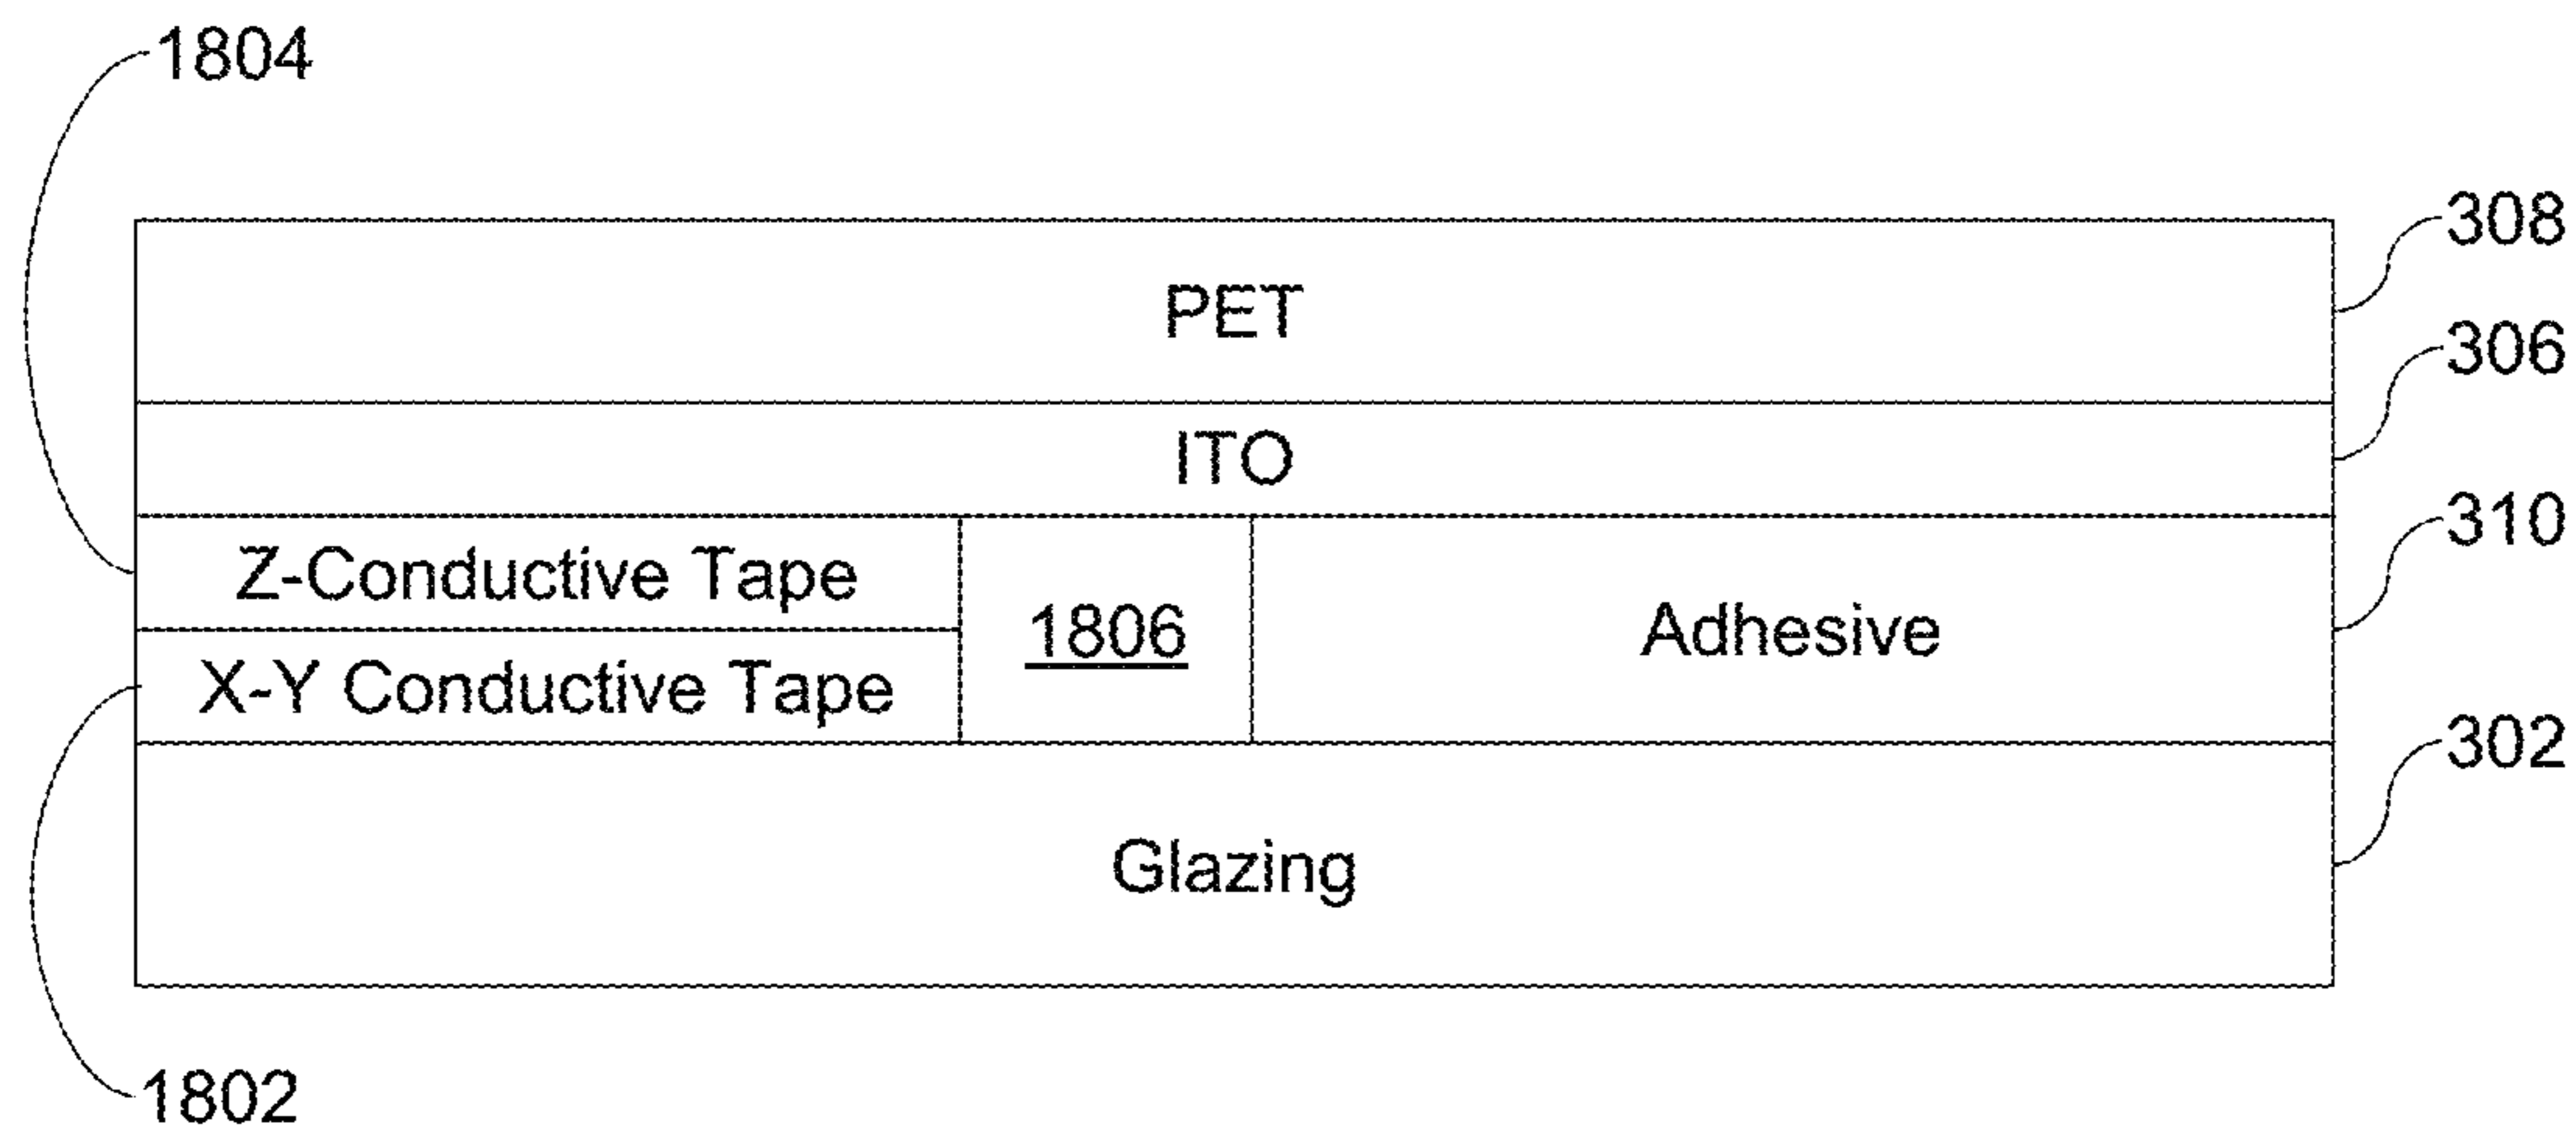 1804
308
PET
306
ITO
310
Z-Conductive Tape
1806
Adhesive
X-Y Conductive Tape
302
Glazing
1802